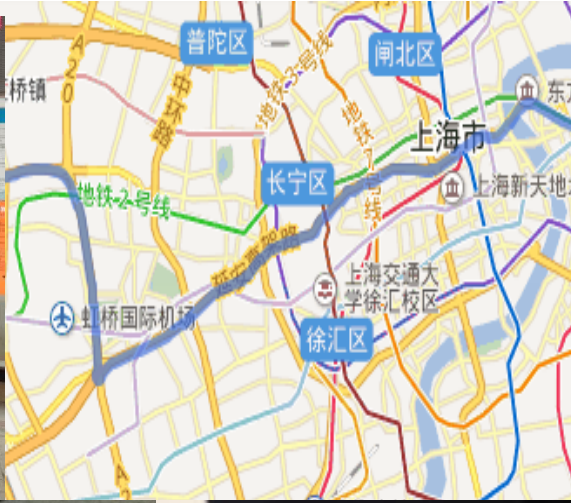 普陀区
闸北区
地铁3号线
A20
中环路
桥镇
东方
地铁7号线
上海市
长宁区
上海新天地
地铁2号线
延安高架路
上海交通大
学徐汇校区
虹桥国际机场
徐汇区
A